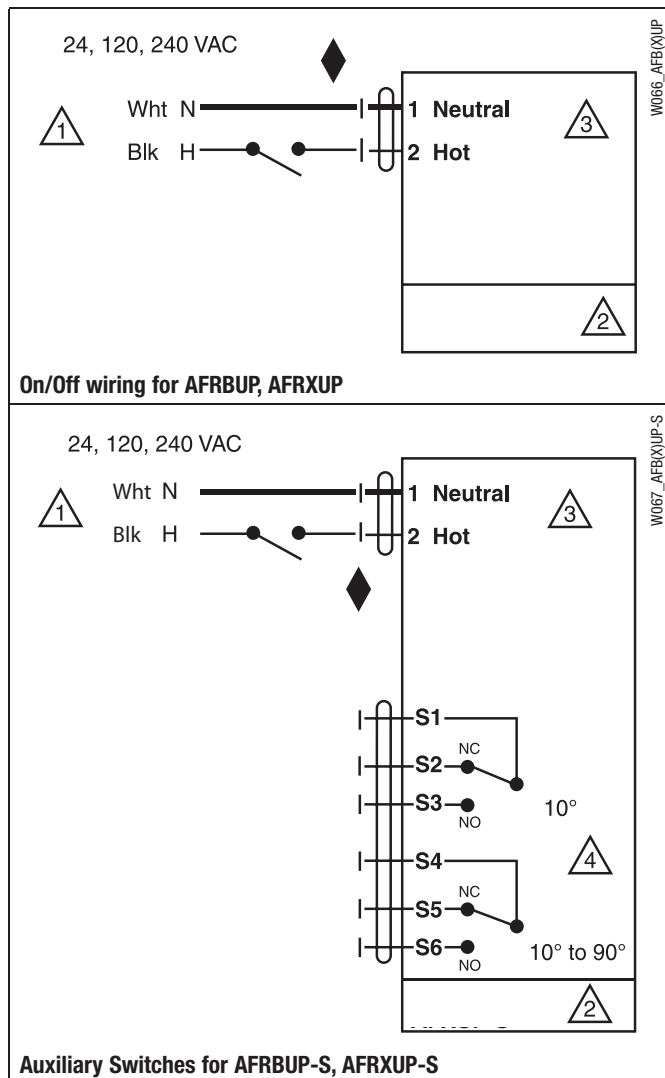 24, 120, 240 VAC
W066_AFB(X)UP
1
Wht N
1 Neutral
3
Blk H
2 Hot
2
On/Off wiring for AFRBUP, AFRXUP
24, 120, 240 VAC
W067_AFB(X)UP-S
1
Wht N
1 Neutral
3
Blk H
2 Hot
S1
NC
S2
S3
NO
10°
S4
4
NC
S5
S6
NO
10° to 90°
2
Auxiliary Switches for AFRBUP-S, AFRXUP-S